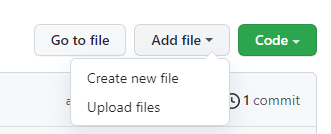 Go to file Add file Code
Create new file
a 1 commit
Upload files